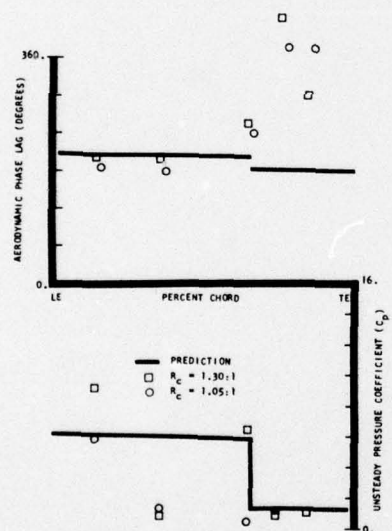 360.
AERODYNAMIC PHASE LAG (DEGREES)
0.
LE PERCENT CHORD TE
16.
PREDICTION
R_c = 1.30:1
R_c = 1.05:1
UNSTEADY PRESSURE COEFFICIENT (C_p)
0